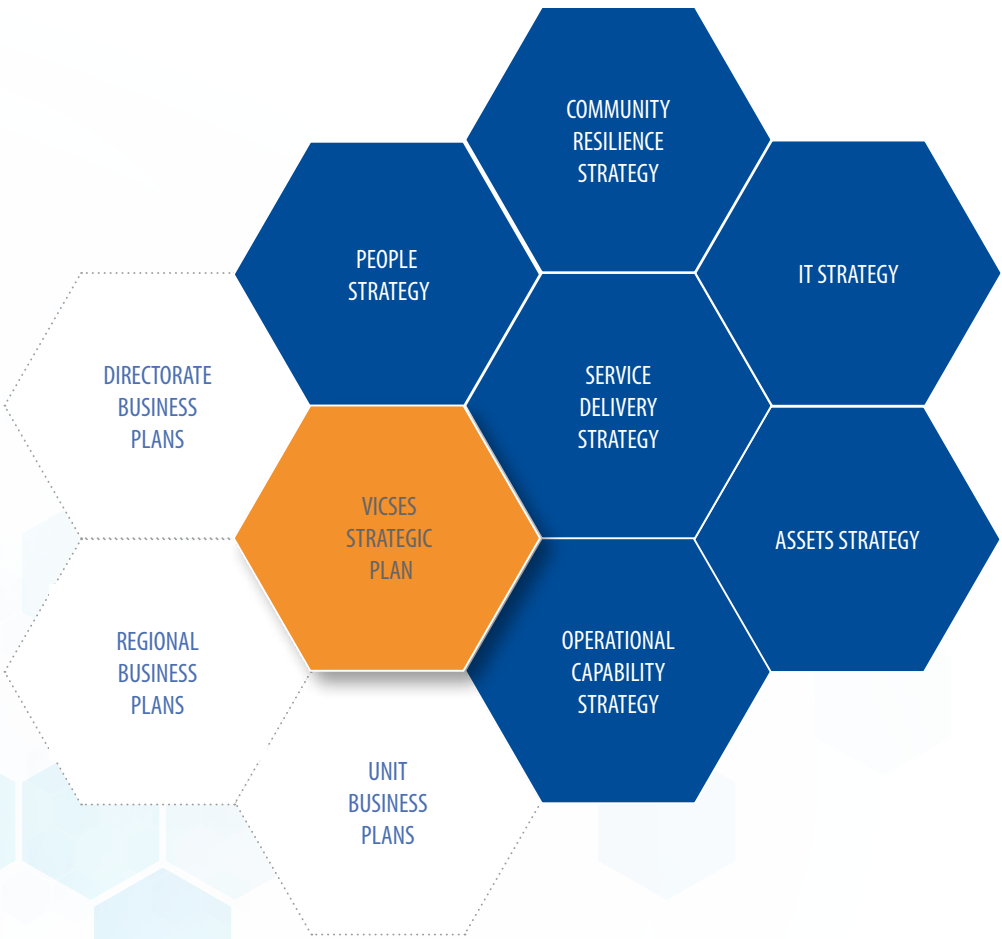 COMMUNITY
RESILIENCE
STRATEGY
PEOPLE
STRATEGY
IT STRATEGY
DIRECTORATE
BUSINESS
PLANS
SERVICE
DELIVERY
STRATEGY
VICSES
STRATEGIC
PLAN
ASSETS STRATEGY
REGIONAL
BUSINESS
PLANS
OPERATIONAL
CAPABILITY
STRATEGY
UNIT
BUSINESS
PLANS